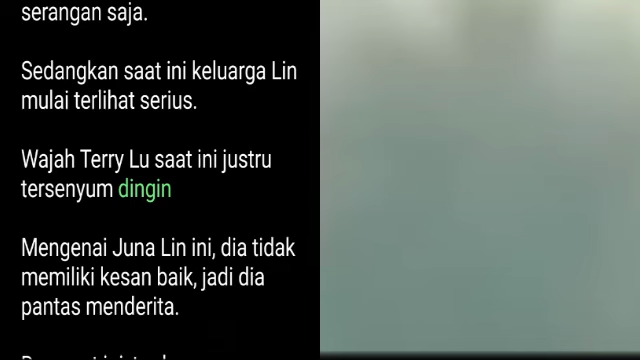 serangan saja.
Sedangkan saat ini keluarga Lin
mulai terlihat serius.
Wajah Terry Lu saat ini justru
tersenyum dingin
Mengenai Juna Lin ini, dia tidak
memiliki kesan baik, jadi dia
pantas menderita.